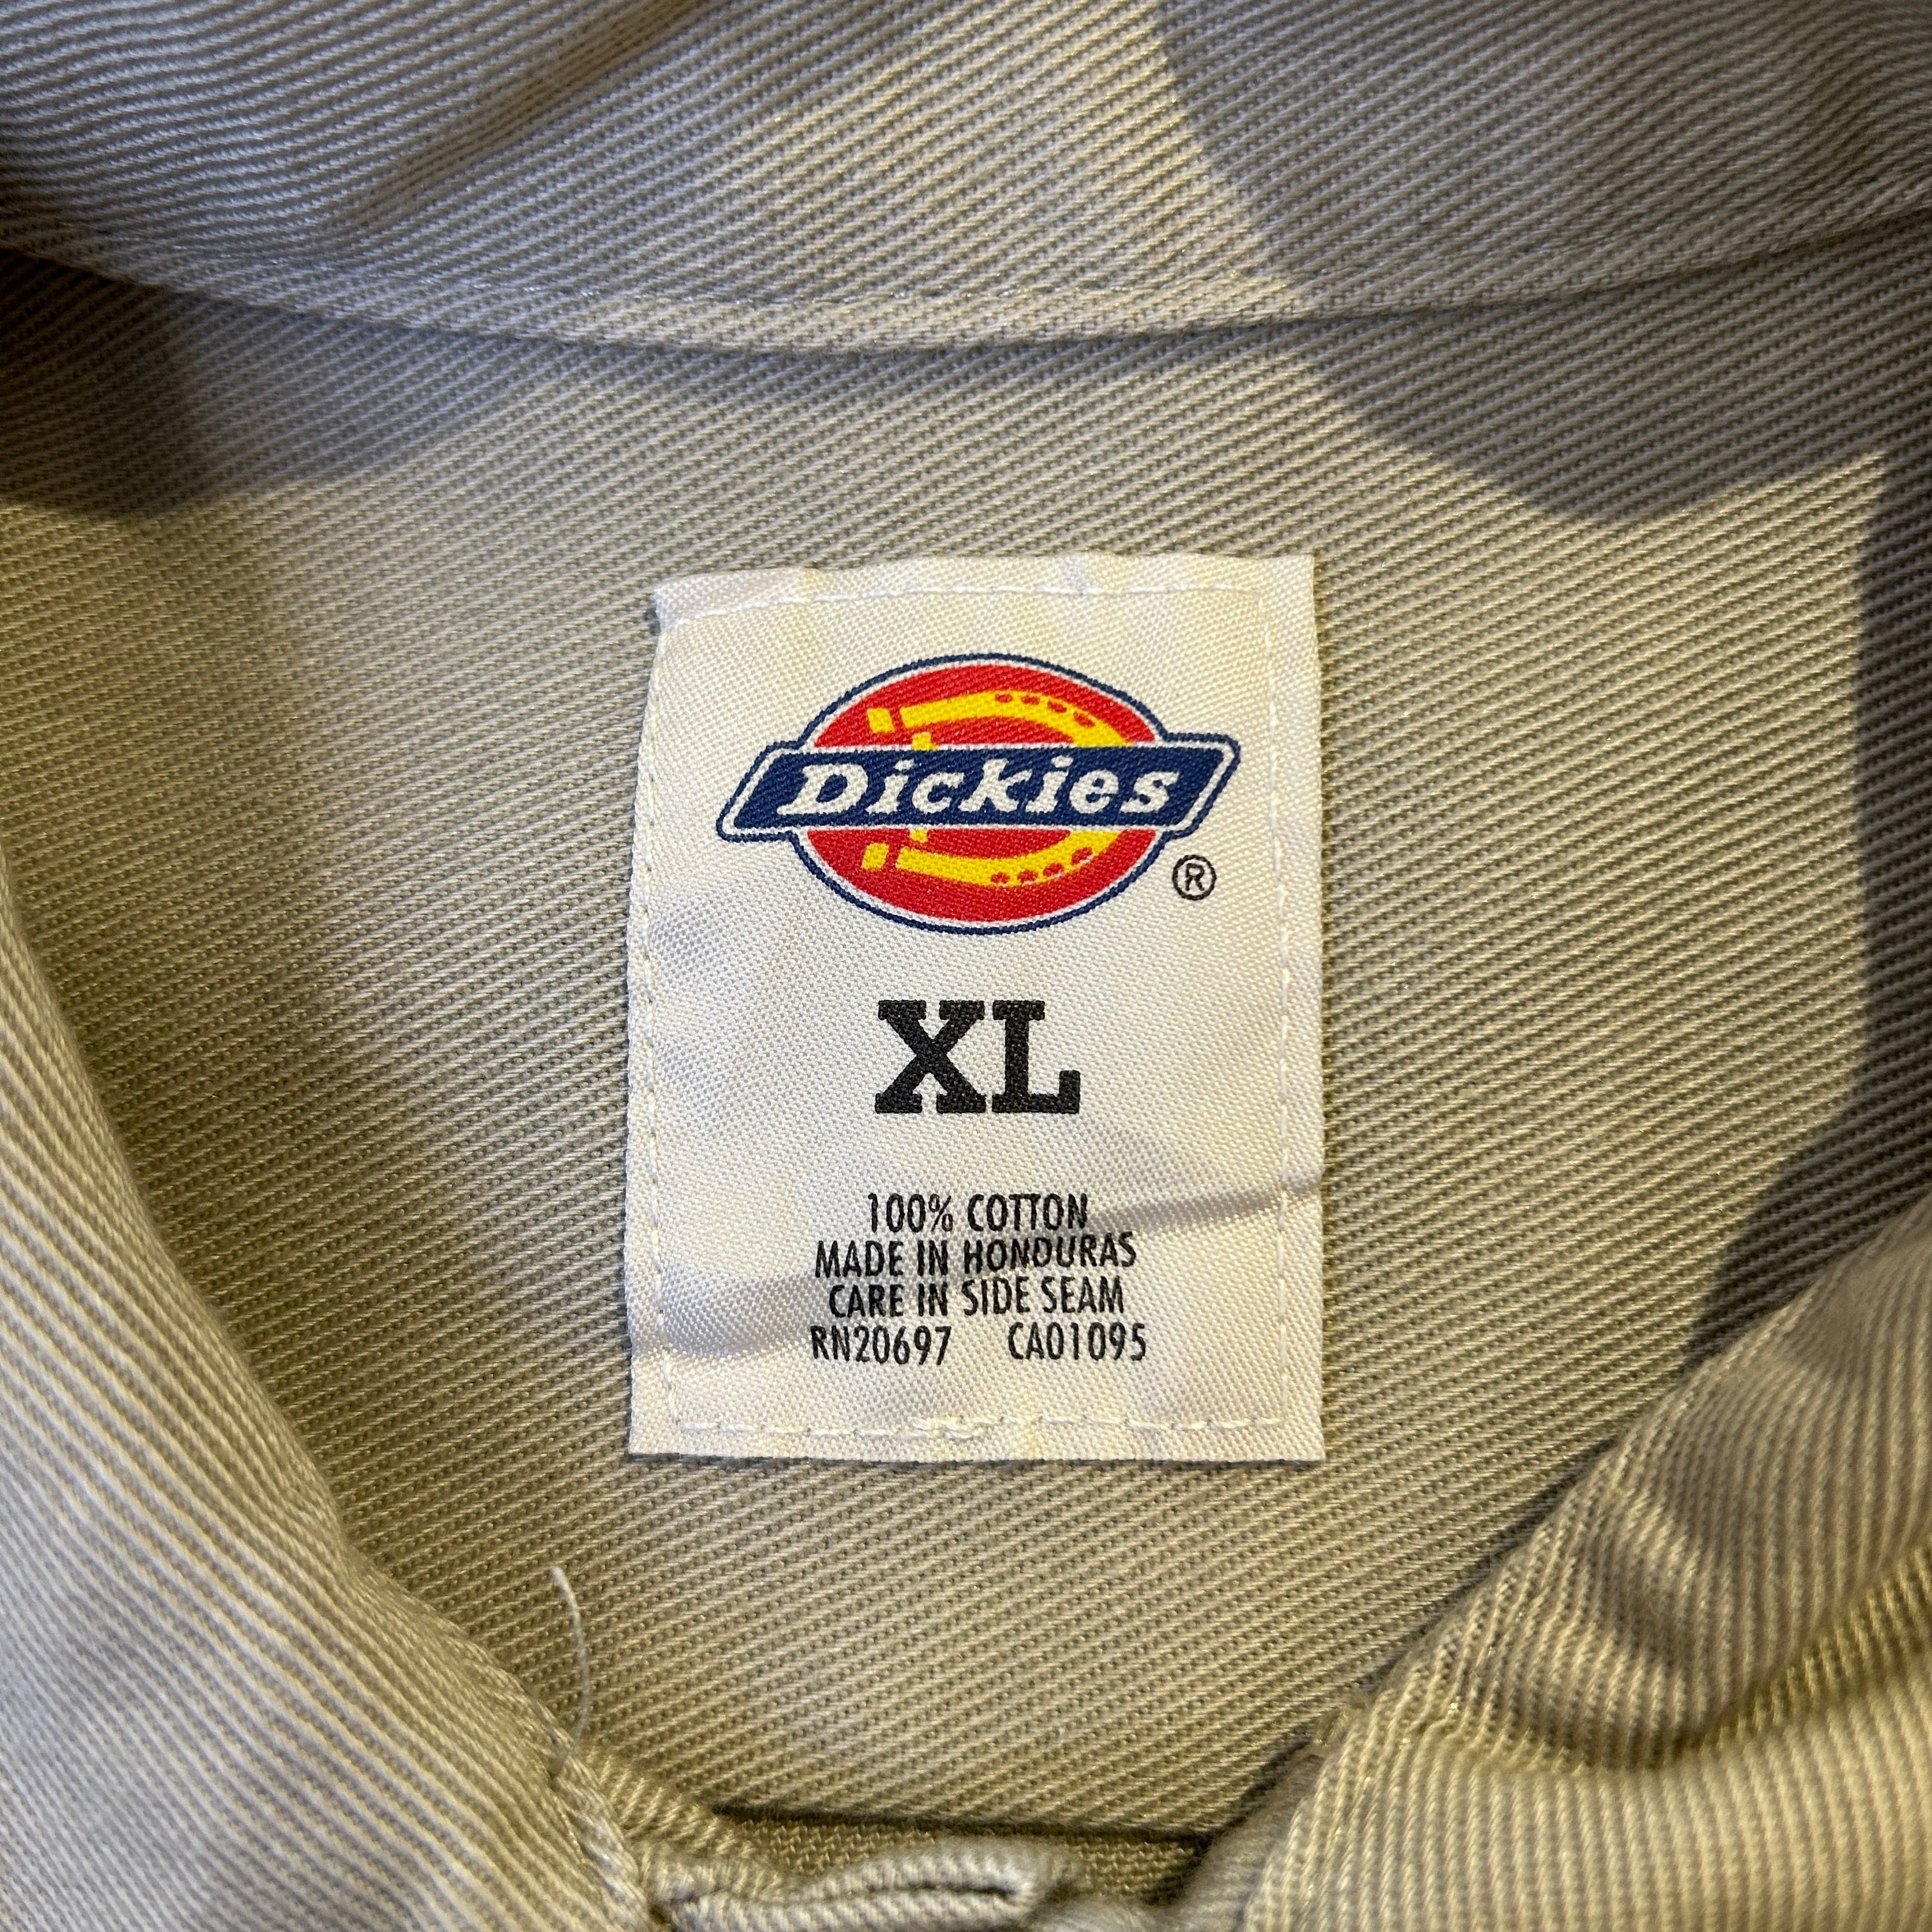 Dickies
®
XL
100% COTTON
MADE IN HONDURAS
CARE IN SIDE SEAM
RN20697 CA01095